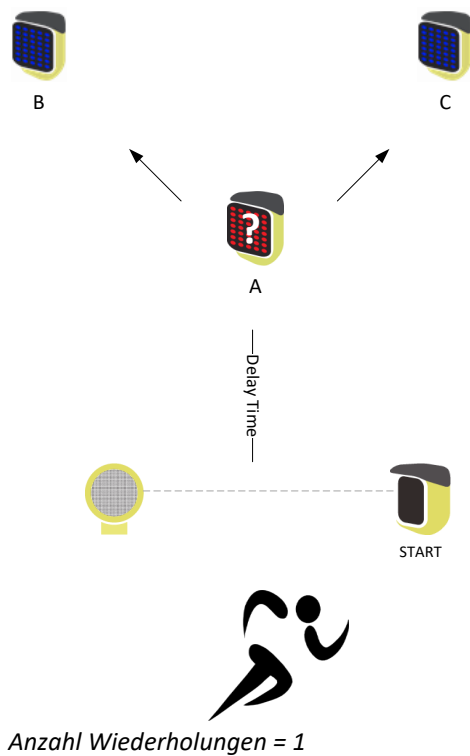 B
C
?
A
Delay Time
START
Anzahl Wiederholungen = 1